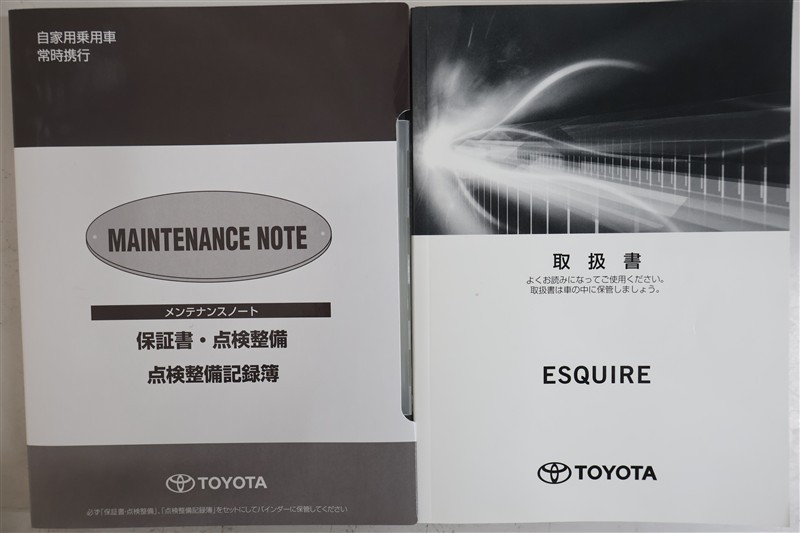 自家用乗用車
常時携行
MAINTENANCE NOTE
メンテナンスノート
保証書・点検整備
点検整備記録簿
TOYOTA
必ず「保証書・点検整備」、「点検整備記録簿」をセットにしてバインダーに保管してください
取扱書
よくお読みになってご使用ください。
取扱書は車の中に保管しましょう。
ESQUIRE
TOYOTA